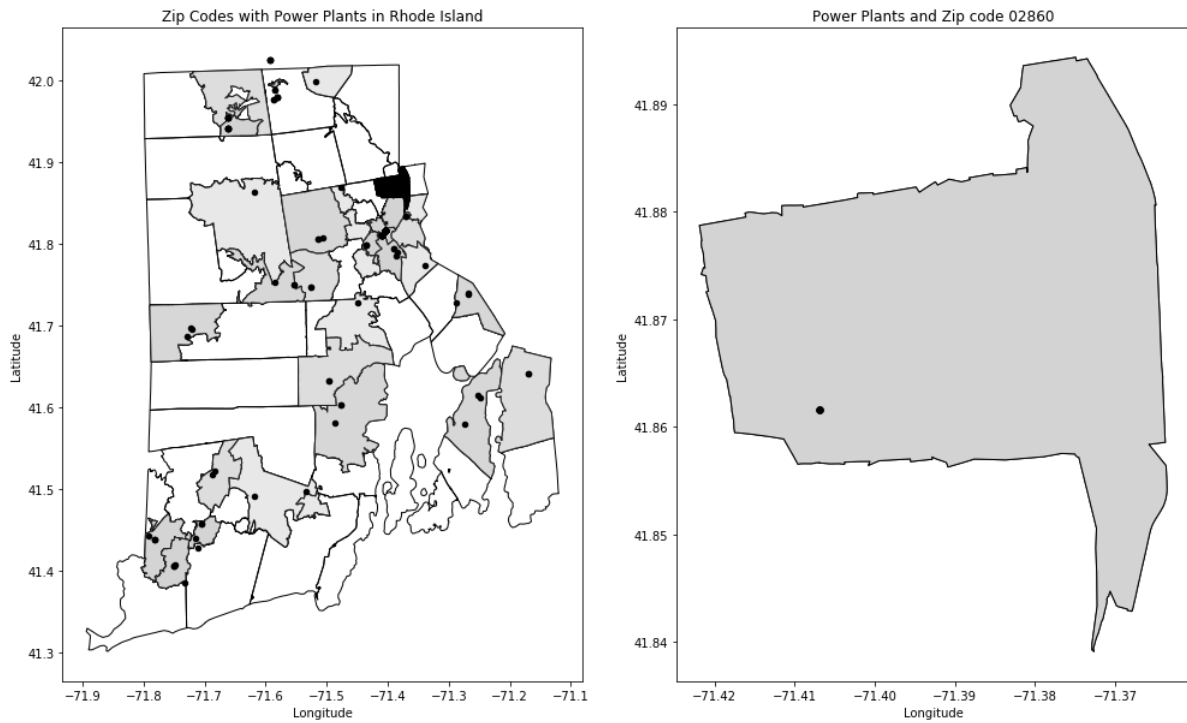 Zip Codes with Power Plants in Rhode Island
42.0
41.9
41.8
41.7
41.6
41.5
41.4
41.3
Latitude
−71.9 −71.8 −71.7 −71.6 −71.5 −71.4 −71.3 −71.2 −71.1
Longitude
Power Plants and Zip code 02860
41.89
41.88
41.87
41.86
41.85
41.84
Latitude
−71.42 −71.41 −71.40 −71.39 −71.38 −71.37
Longitude